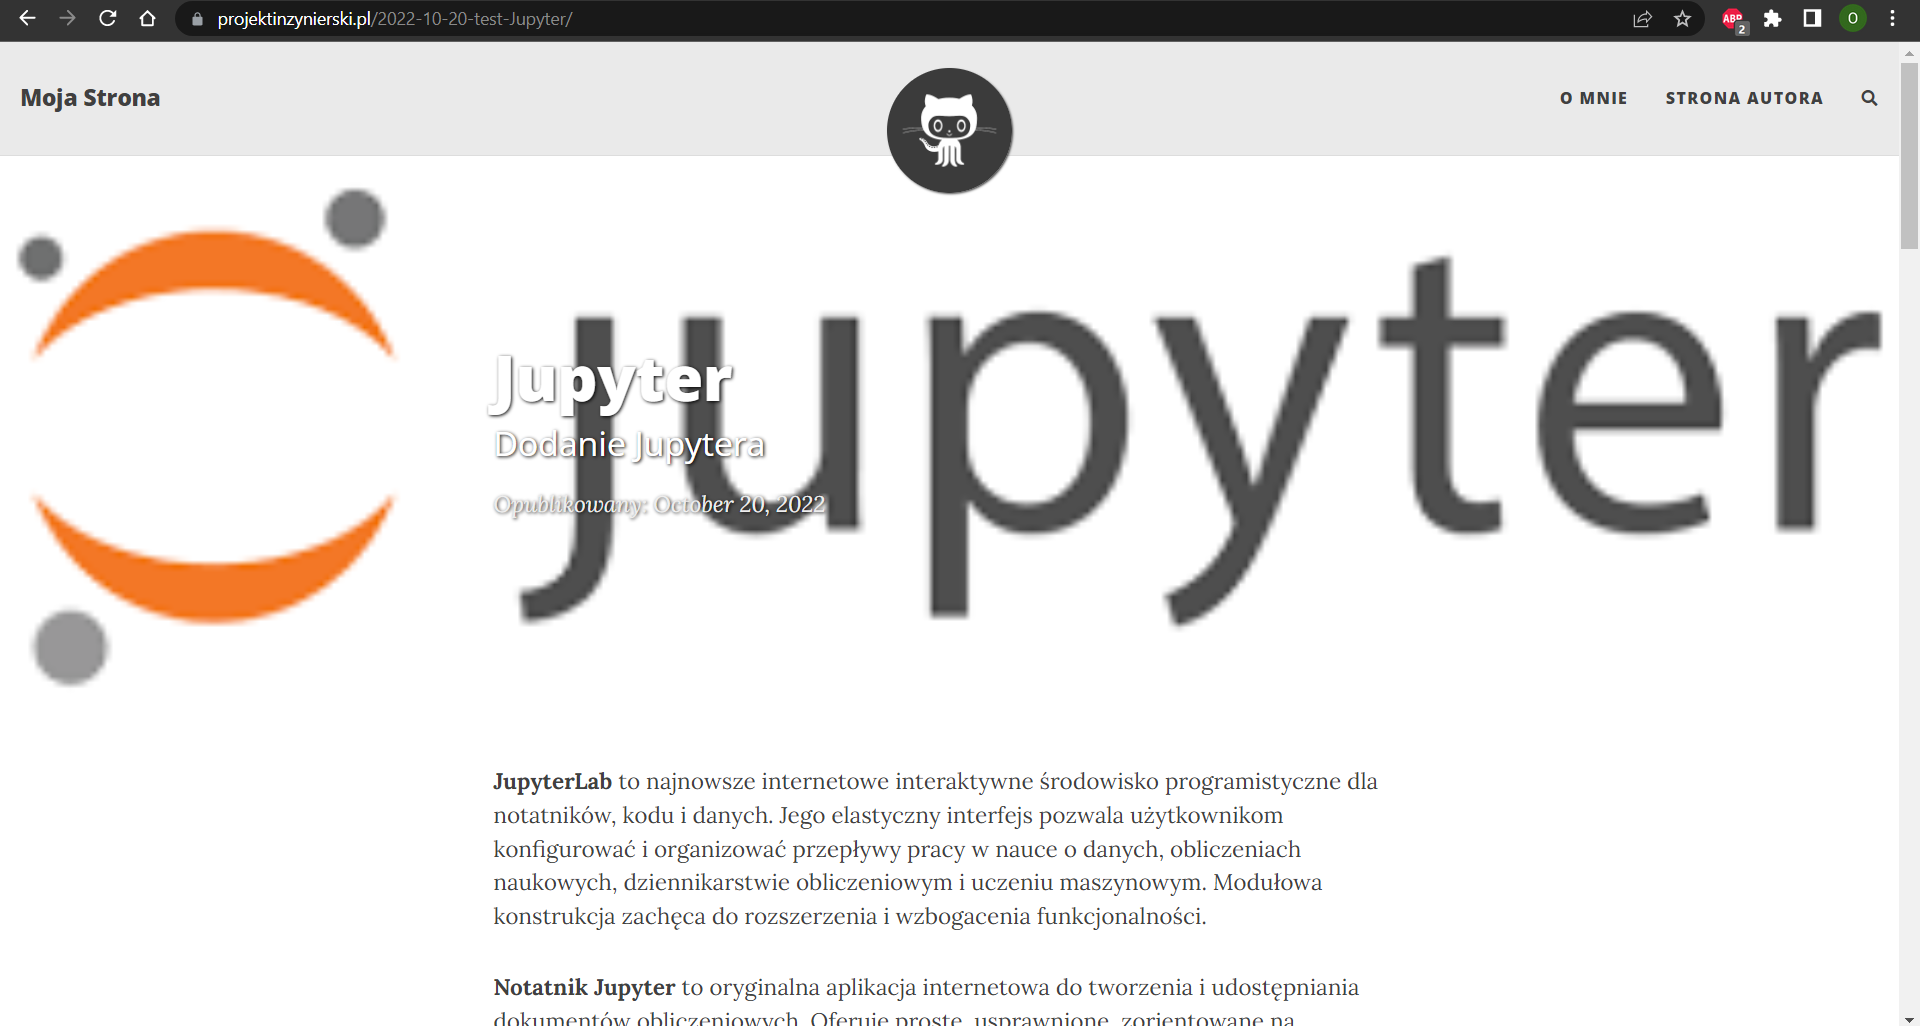 projektinzynierski.pl/2022-10-20-test-Jupyter/
ABP
2
O
Moja Strona
O MNIE
STRONA AUTORA
jupyter
Jupyter
Dodanie Jupytera
Opublikowany: October 20, 2022
JupyterLab to najnowsze internetowe interaktywne środowisko programistyczne dla
notatników, kodu i danych. Jego elastyczny interfejs pozwala użytkownikom
konfigurować i organizować przepływy pracy w nauce o danych, obliczeniach
naukowych, dziennikarstwie obliczeniowym i uczeniu maszynowym. Modułowa
konstrukcja zachęca do rozszerzenia i wzbogacenia funkcjonalności.
Notatnik Jupyter to oryginalna aplikacja internetowa do tworzenia i udostępniania
dokumentów obliczeniowych. Oferuje proste, usprawnione, zorientowane na